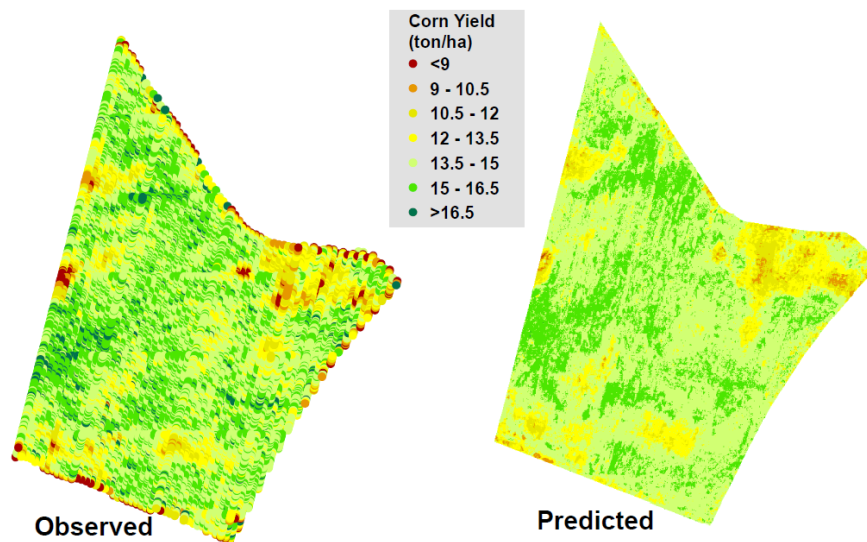 Corn Yield
(ton/ha)
<9
9 - 10.5
10.5 - 12
12 - 13.5
13.5 - 15
15 - 16.5
>16.5
Observed
Predicted